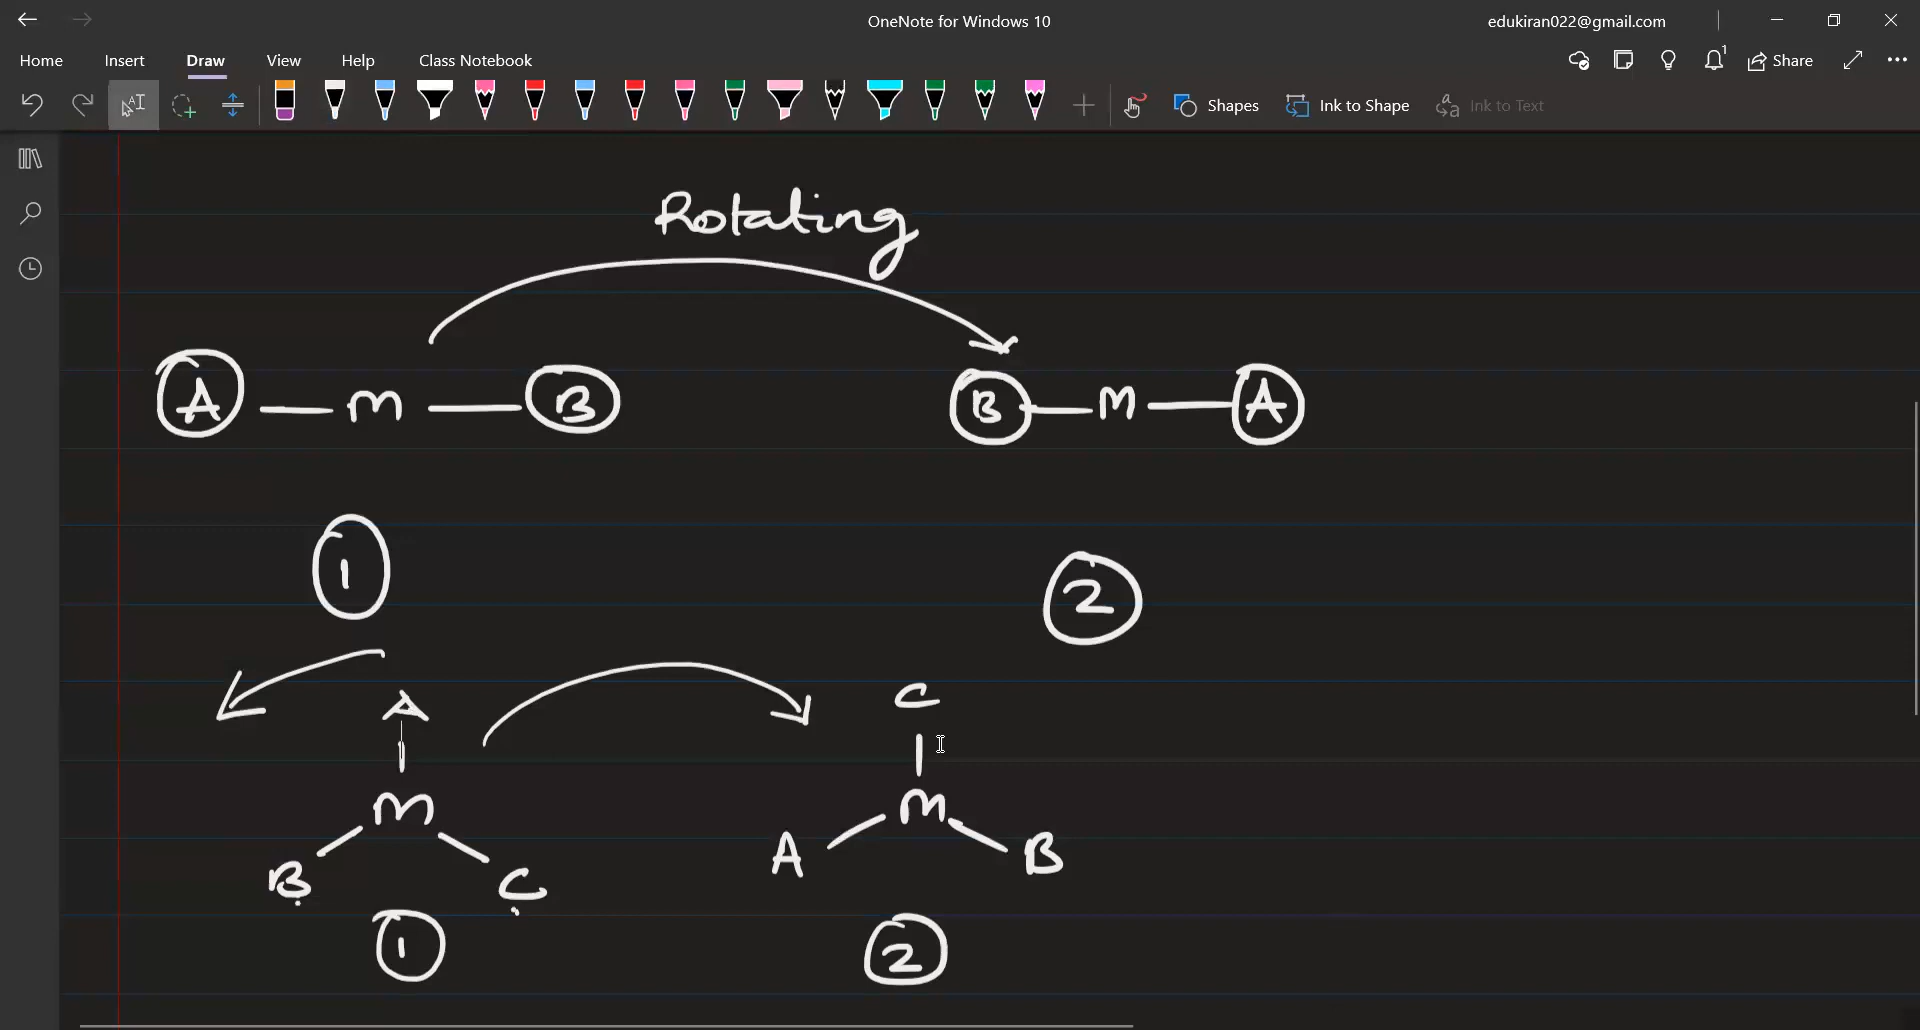 OneNote for Windows 10
edukiran022@gmail.com
Home Insert Draw View Help Class Notebook
1 Share
Shapes Ink to Shape Ink to Text
Rotating
A — M — B
B — M — A
1
2
A
C
M
M
B C
A B
1
2